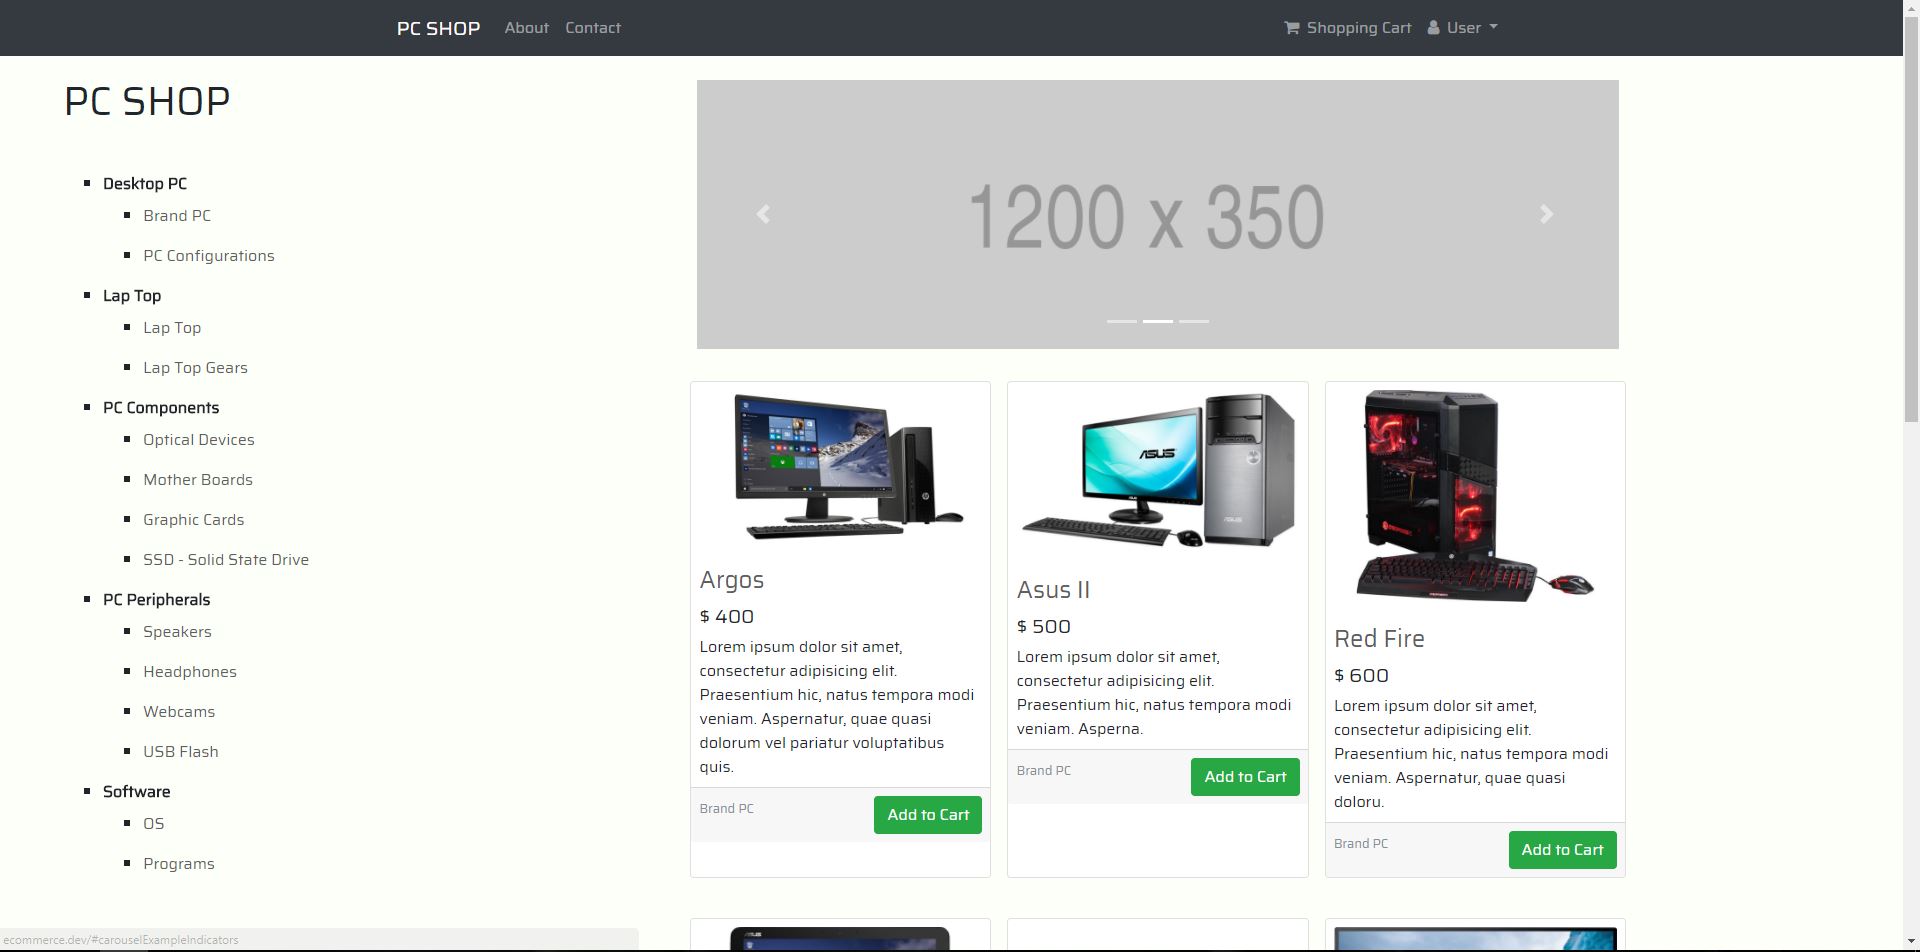 PC SHOP About Contact Shopping Cart User
PC SHOP
Desktop PC
Brand PC
PC Configurations
Lap Top
Lap Top
Lap Top Gears
PC Components
Optical Devices
Mother Boards
Graphic Cards
SSD - Solid State Drive
PC Peripherals
Speakers
Headphones
Webcams
USB Flash
Software
OS
Programs
1200 x 350
Argos
$ 400
Lorem ipsum dolor sit amet,
consectetur adipisicing elit.
Praesentium hic, natus tempora modi
veniam. Aspernatur, quae quasi
dolorum vel pariatur voluptatibus
quis.
Brand PC Add to Cart
ASUS
ASUS
Asus II
$ 500
Lorem ipsum dolor sit amet,
consectetur adipisicing elit.
Praesentium hic, natus tempora modi
veniam. Asperna.
Brand PC Add to Cart
Red Fire
$ 600
Lorem ipsum dolor sit amet,
consectetur adipisicing elit.
Praesentium hic, natus tempora modi
veniam. Aspernatur, quae quasi
doloru.
Brand PC Add to Cart
ASUS
ecommerce.dev/#carouselExampleIndicators